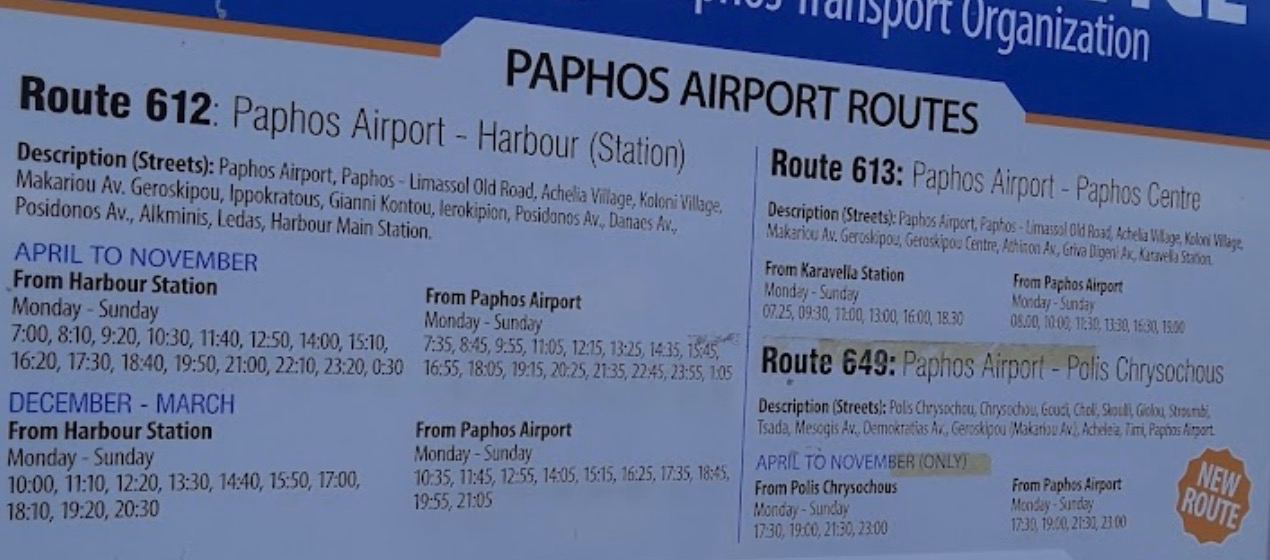 Transport Organization
PAPHOS AIRPORT ROUTES
Route 612: Paphos Airport - Harbour (Station)
Description (Streets): Paphos Airport, Paphos - Limassol Old Road, Achelia Village, Koloni Village,
Makariou Av. Geroskipou, Ippokratous, Gianni Kontou, Ierokipion, Posidonos Av., Danaes Av.,
Posidonos Av., Alkminis, Ledas, Harbour Main Station.
APRIL TO NOVEMBER
From Harbour Station
Monday - Sunday
7:00, 8:10, 9:20, 10:30, 11:40, 12:50, 14:00, 15:10,
16:20, 17:30, 18:40, 19:50, 21:00, 22:10, 23:20, 0:30
From Paphos Airport
Monday - Sunday
7:35, 8:45, 9:55, 11:05, 12:15, 13:25, 14:35, 15:45,
16:55, 18:05, 19:15, 20:25, 21:35, 22:45, 23:55, 1:05
DECEMBER - MARCH
From Harbour Station
Monday - Sunday
10:00, 11:10, 12:20, 13:30, 14:40, 15:50, 17:00,
18:10, 19:20, 20:30
From Paphos Airport
Monday - Sunday
10:35, 11:45, 12:55, 14:05, 15:15, 16:25, 17:35, 18:45,
19:55, 21:05
Route 613: Paphos Airport - Paphos Centre
Description (Streets): Paphos Airport, Paphos - Limassol Old Road, Achelia Village, Koloni Village,
Makariou Av. Geroskipou, Geroskipou Centre, Athinon Av., Griva Digeni Av., Karavella Station.
From Karavella Station
Monday - Sunday
07.25, 09:30, 11:00, 13:00, 16:00, 18:30
From Paphos Airport
Monday - Sunday
08.00, 10:00, 11:30, 13:30, 16:30, 19:00
Route 649: Paphos Airport - Polis Chrysochous
Description (Streets): Polis Chrysochou, Chrysochou, Goudi, Choli, Skoulli, Giolou, Stroumbi,
Tsada, Mesogis Av., Demokratias Av., Geroskipou (Makariou Av.), Acheleia, Timi, Paphos Airport.
APRIL TO NOVEMBER (ONLY)
From Polis Chrysochous
Monday - Sunday
17:30, 19:00, 21:30, 23:00
From Paphos Airport
Monday - Sunday
17:30, 19:00, 21:30, 23:00
NEW
ROUTE